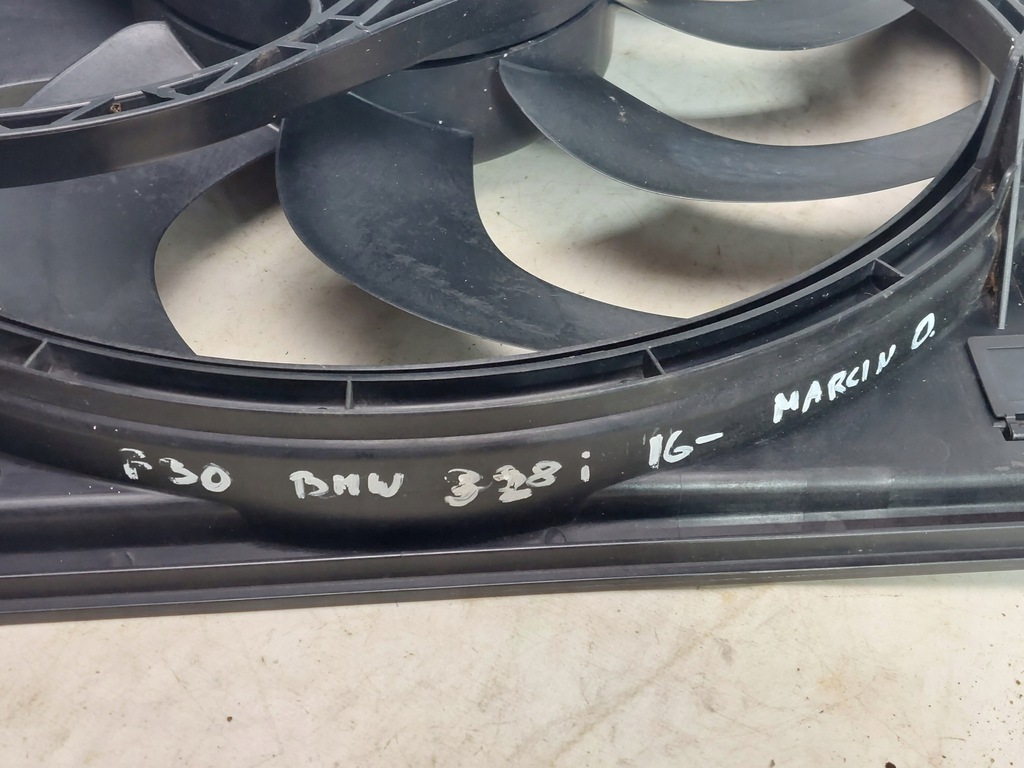 F30 BMW 328i 16- MARCIN D.